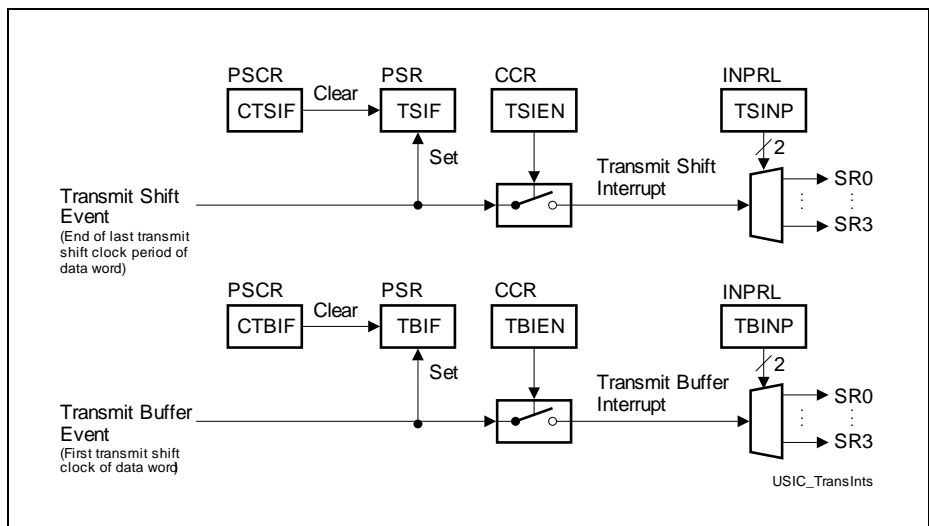 PSCR PSR CCR INPRL
CTSIF Clear TSIF TSIEN TSINP
2
Set
Transmit Shift Interrupt
SR0
SR3
Transmit Shift
Event
(End of last transmit
shift clock period of
data word)
PSCR PSR CCR INPRL
CTBIF Clear TBIF TBIEN TBINP
2
Set
Transmit Buffer
Interrupt
SR0
SR3
Transmit Buffer
Event
(First transmit shift
clock of data word)
USIC_TransInts